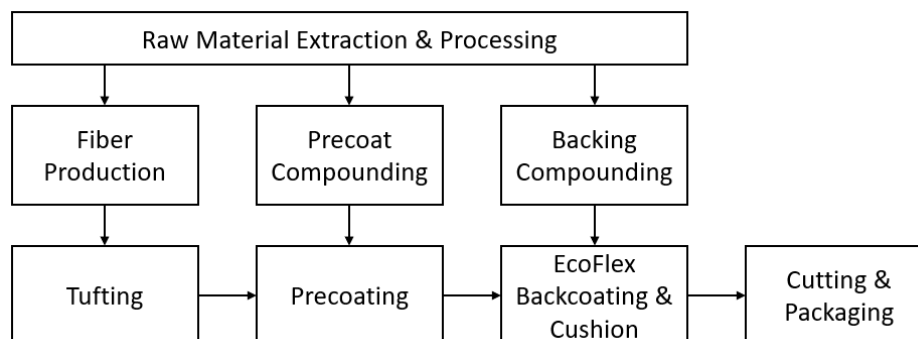 Raw Material Extraction & Processing
Fiber
Production
Precoat
Compounding
Backing
Compounding
Tufting
Precoating
EcoFlex
Backcoating &
Cushion
Cutting &
Packaging